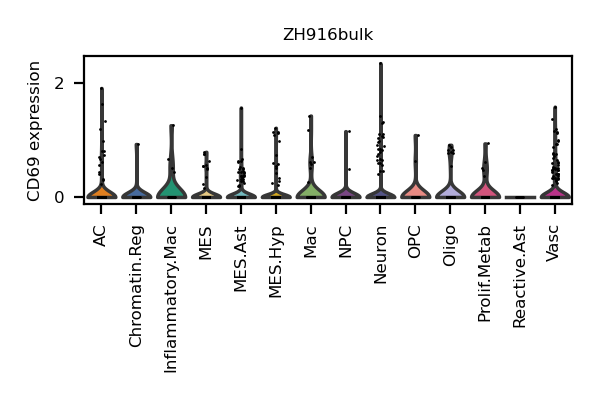 ZH916bulk
CD69 expression
2
0
AC
Chromatin.Reg
Inflammatory.Mac
MES
MES.Ast
MES.Hyp
Mac
NPC
Neuron
OPC
Oligo
Prolif.Metab
Reactive.Ast
Vasc